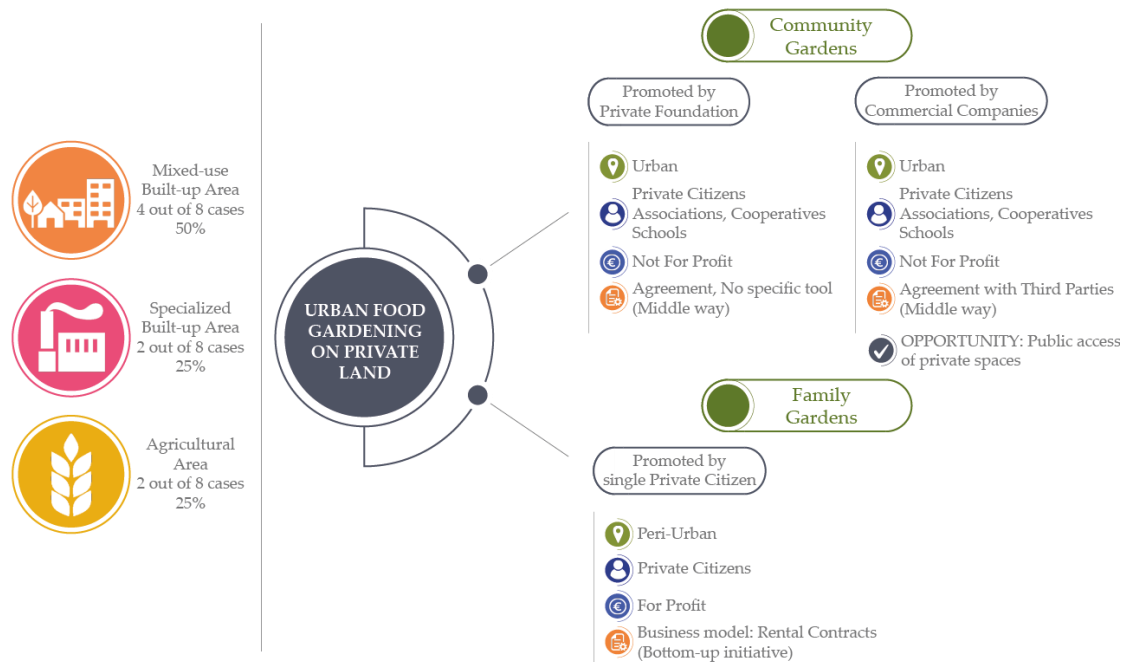 Mixed-use
Built-up Area
4 out of 8 cases
50%
Specialized
Built-up Area
2 out of 8 cases
25%
Agricultural
Area
2 out of 8 cases
25%
URBAN FOOD
GARDENING
ON PRIVATE
LAND
Community
Gardens
Promoted by
Private Foundation
Urban
Private Citizens
Associations, Cooperatives
Schools
€
Not For Profit
Agreement, No specific tool
(Middle way)
Promoted by
Commercial Companies
Urban
Private Citizens
Associations, Cooperatives
Schools
€
Not For Profit
Agreement with Third Parties
(Middle way)
OPPORTUNITY: Public access
of private spaces
Family
Gardens
Promoted by
single Private Citizen
Peri-Urban
Private Citizens
€
For Profit
Business model: Rental Contracts
(Bottom-up initiative)